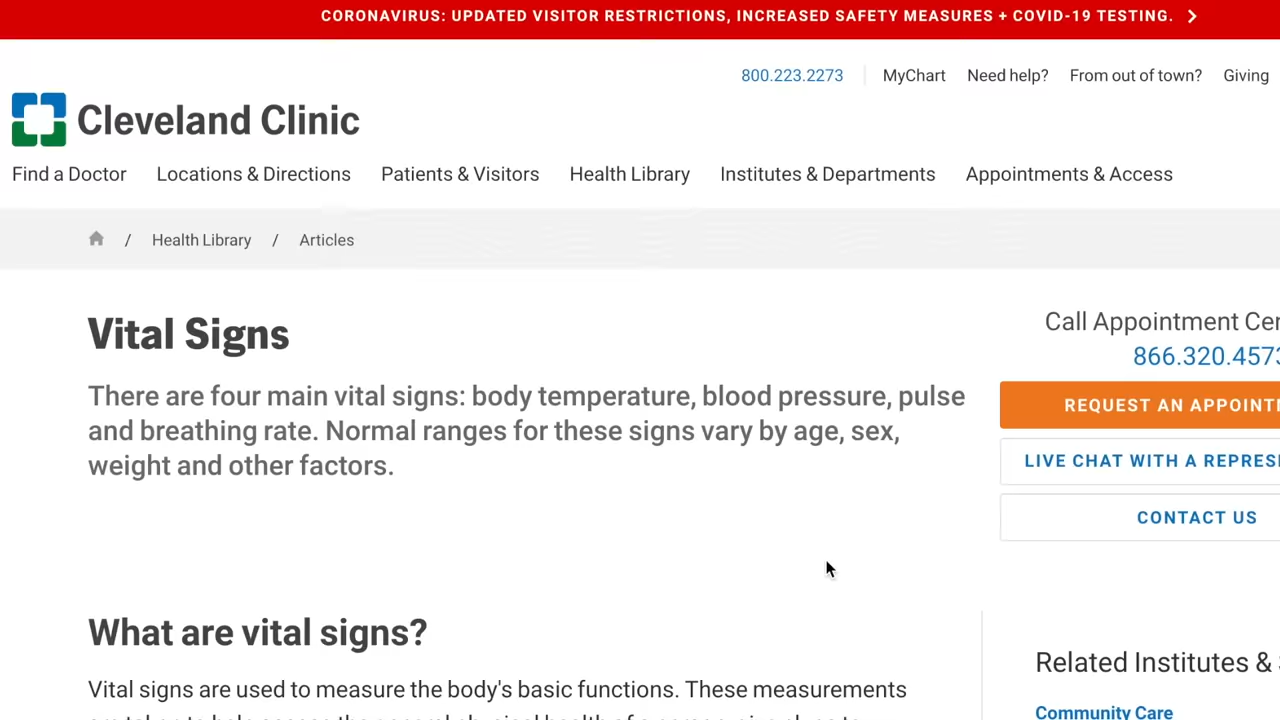 CORONAVIRUS: UPDATED VISITOR RESTRICTIONS, INCREASED SAFETY MEASURES + COVID-19 TESTING.
800.223.2273 MyChart Need help? From out of town? Giving
Cleveland Clinic
Find a Doctor Locations & Directions Patients & Visitors Health Library Institutes & Departments Appointments & Access
/ Health Library / Articles
Vital Signs
There are four main vital signs: body temperature, blood pressure, pulse
and breathing rate. Normal ranges for these signs vary by age, sex,
weight and other factors.
Call Appointment
866.320.4573
REQUEST AN
LIVE CHAT WITH A
CONTACT US
What are vital signs?
Vital signs are used to measure the body's basic functions. These measurements
Related Institutes &
Community Care